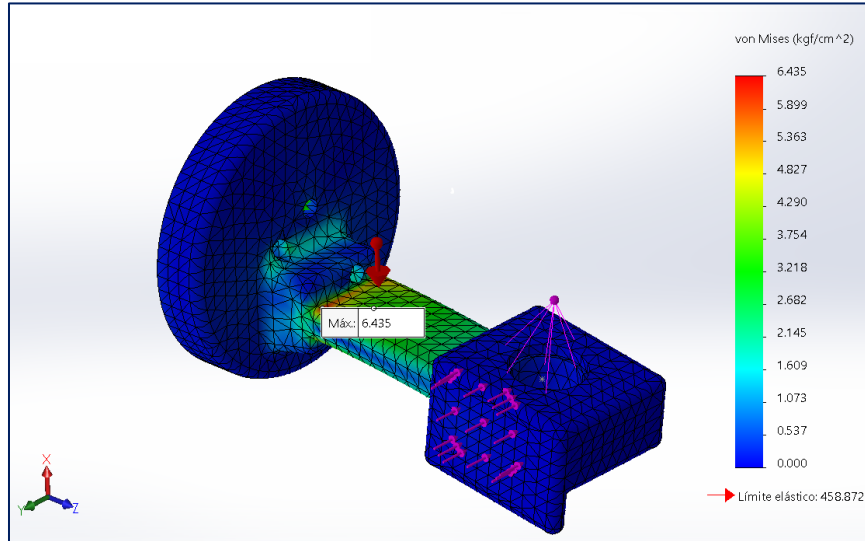 von Mises (kgf/cm^2)
6.435
5.899
5.363
4.827
4.290
3.754
3.218
2.682
2.145
1.609
1.073
0.537
0.000
Límite elástico: 458.872
Máx.: 6.435
X
Y
Z